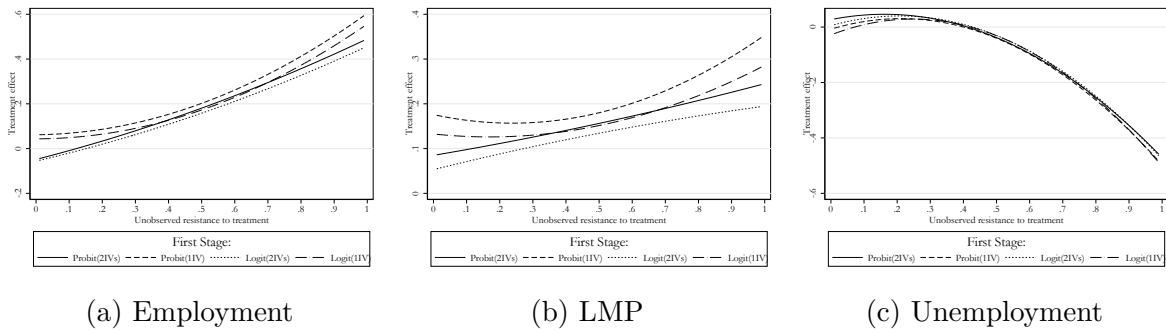 .6
.4
.2
0
-.2
Treatment effect
0 .1 .2 .3 .4 .5 .6 .7 .8 .9 1
Unobserved resistance to treatment
First Stage:
Probit(2IVs) Probit(1IV) Logit(2IVs) Logit(1IV)
(a) Employment
.4
.3
.2
.1
0
Treatment effect
0 .1 .2 .3 .4 .5 .6 .7 .8 .9 1
Unobserved resistance to treatment
First Stage:
Probit(2IVs) Probit(1IV) Logit(2IVs) Logit(1IV)
(b) LMP
0
-.2
-.4
-.6
Treatment effect
0 .1 .2 .3 .4 .5 .6 .7 .8 .9 1
Unobserved resistance to treatment
First Stage:
Probit(2IVs) Probit(1IV) Logit(2IVs) Logit(1IV)
(c) Unemployment